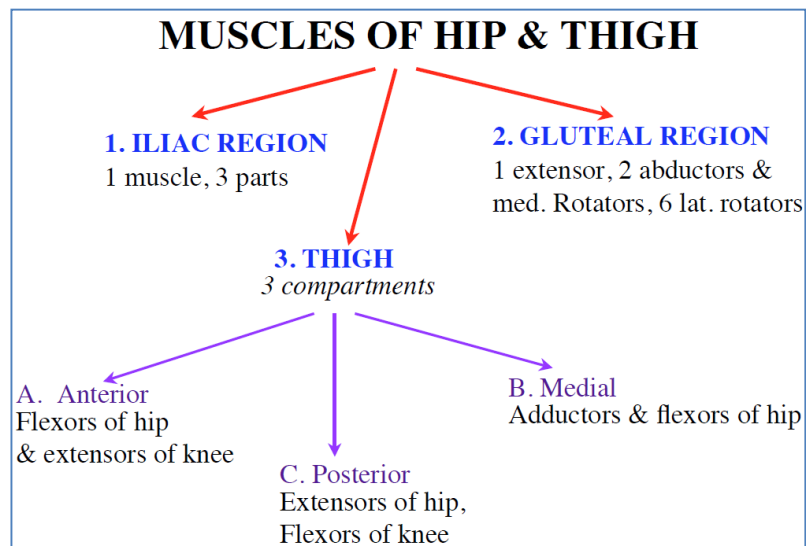 MUSCLES OF HIP & THIGH
1. ILIAC REGION
1 muscle, 3 parts
2. GLUTEAL REGION
1 extensor, 2 abductors &
med. Rotators, 6 lat. rotators
3. THIGH
3 compartments
A. Anterior
Flexors of hip
& extensors of knee
B. Medial
Adductors & flexors of hip
C. Posterior
Extensors of hip,
Flexors of knee